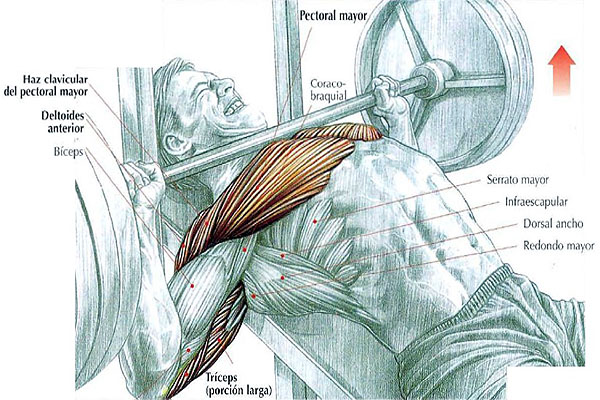 Pectoral mayor
Haz clavicular
del pectoral mayor
Coraco-
braquial
Deltoides
anterior
Bíceps
Serrato mayor
Infraescapular
Dorsal ancho
Redondo mayor
Tríceps
(porción larga)